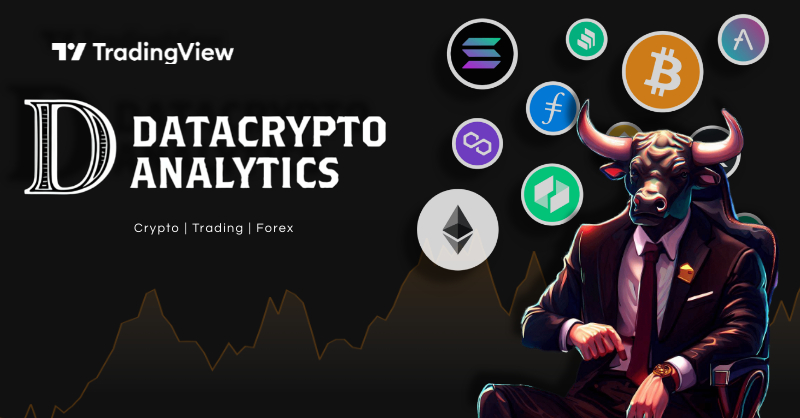 TradingView
DATACRYPTO
ANALYTICS
Crypto | Trading | Forex